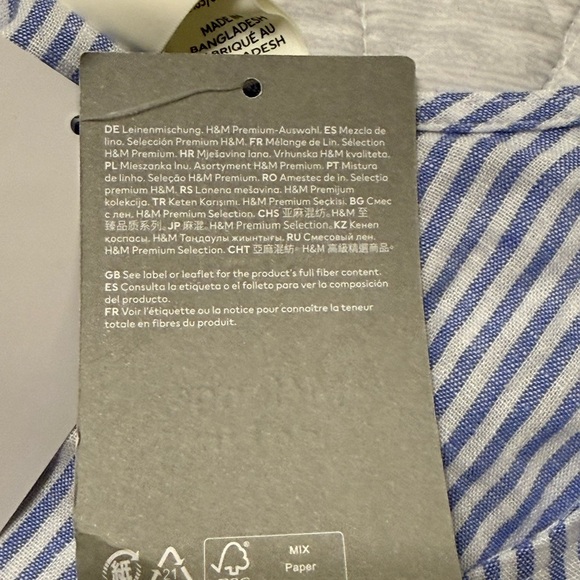 MADE IN
BANGLADESH
FABRIQUÉ AU
DESH
DE Leinenmischung. H&M Premium-Auswahl. ES Mezcla de
lino. Selección Premium H&M. FR Mélange de Lin. Sélection
H&M Premium. HR Mješavina lana. Vrhunska H&M kvaliteta.
PL Mieszanka lnu. Asortyment H&M Premium. PT Mistura
de linho. Seleção H&M Premium. RO Amestec de in. Selecția
premium H&M. RS Lanena mešavina. H&M Premijum
kolekcija. TR Keten Karışımı. H&M Premium Seçkisi. BG Смес
с лен. H&M Premium Selection. CHS 亚麻混纺。H&M 至
臻品质系列。JP 麻混。H&M Premium Selection. KZ Кенеп
қоспасы. H&M Таңдаулы жиынтығы. RU Смесовый лен.
H&M Premium Selection. CHT 亞麻混紡。H&M 高級精選商品。
GB See label or leaflet for the product's full fiber content.
ES Consulta la etiqueta o el folleto para ver la composición
del producto.
FR Voir l'étiquette ou la notice pour connaître la teneur
totale en fibres du produit.
紙
21
MIX
Paper